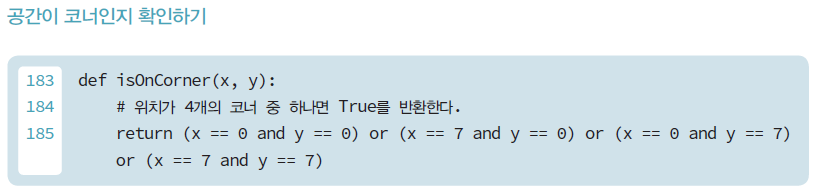 공간이 코너인지 확인하기
183 def isOnCorner(x, y):
184 # 위치가 4개의 코너 중 하나면 True를 반환한다.
185 return (x == 0 and y == 0) or (x == 7 and y == 0) or (x == 0 and y == 7)
or (x == 7 and y == 7)